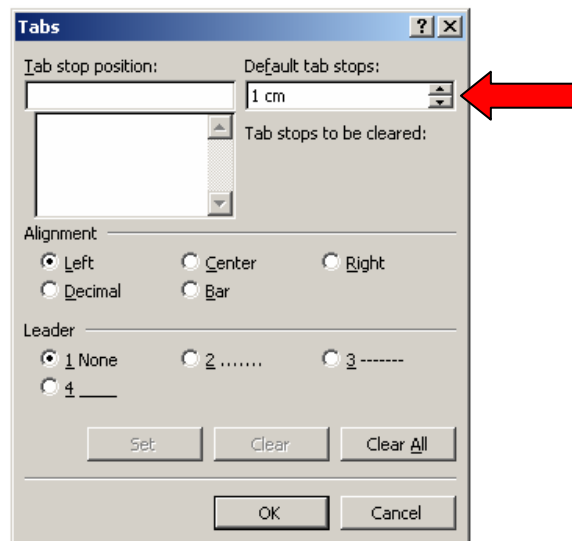 Tabs
Tab stop position: Default tab stops:
1 cm
Tab stops to be cleared:
Alignment
Left Center Right
Decimal Bar
Leader
1 None 2 ....... 3 -------
4 ____
Set Clear Clear All
OK Cancel